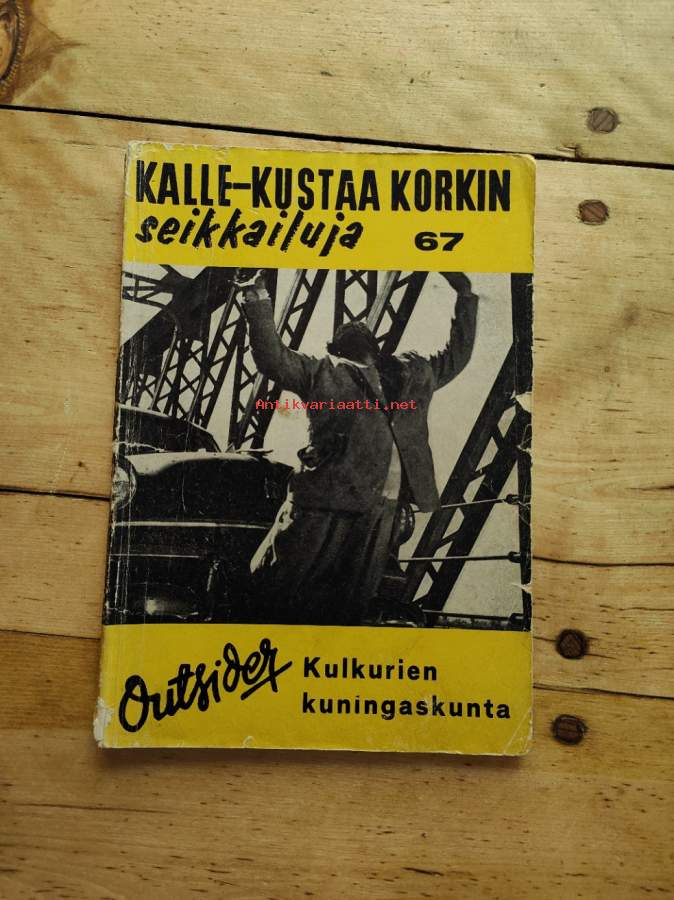 KALLE-KUSTAA KORKIN
seikkailuja 67
Antikvariaatti.net
Outsider Kulkurien
kuningaskunta